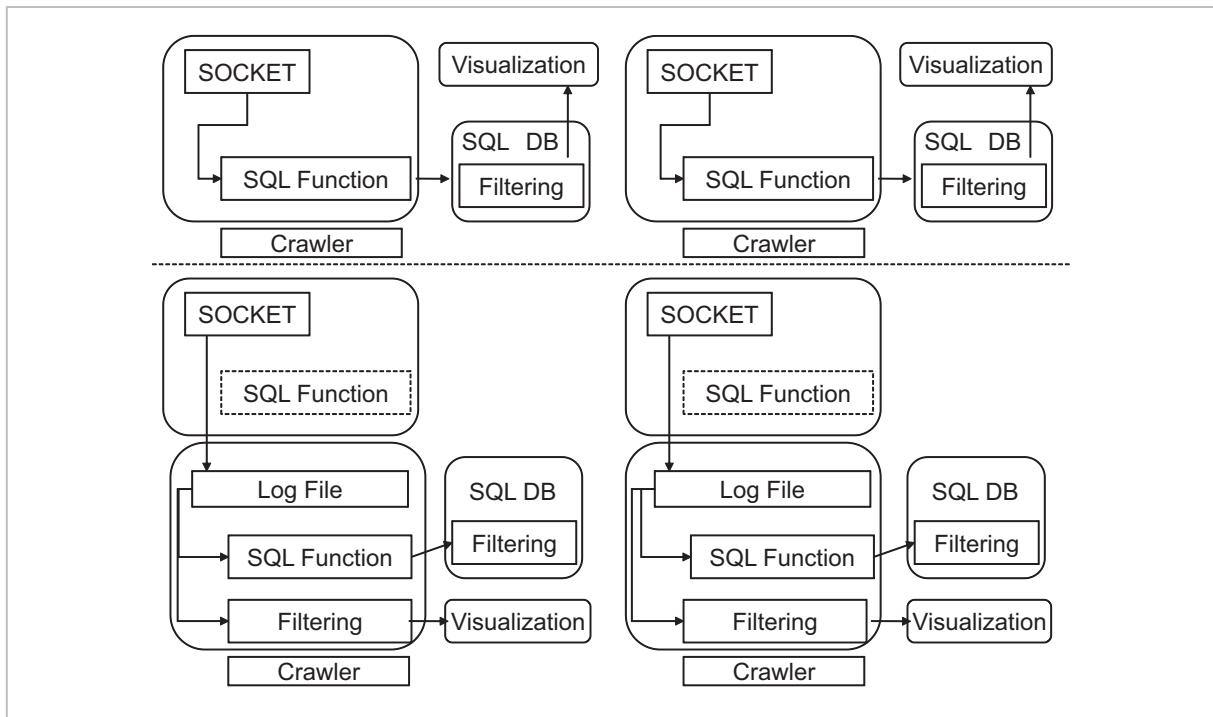 SOCKET
Visualization
SQL DB
SQL Function
Filtering
Crawler
SOCKET
Visualization
SQL DB
SQL Function
Filtering
Crawler
SOCKET
SQL Function
Log File
SQL DB
SQL Function
Filtering
Filtering
Visualization
Crawler
SOCKET
SQL Function
Log File
SQL DB
SQL Function
Filtering
Filtering
Visualization
Crawler